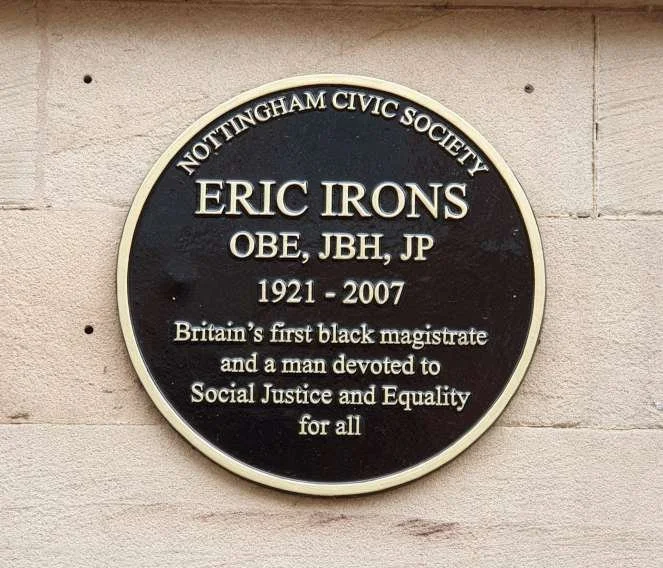 NOTTINGHAM CIVIC SOCIETY
ERIC IRONS
OBE, JBH, JP
1921 - 2007
Britain's first black magistrate
and a man devoted to
Social Justice and Equality
for all